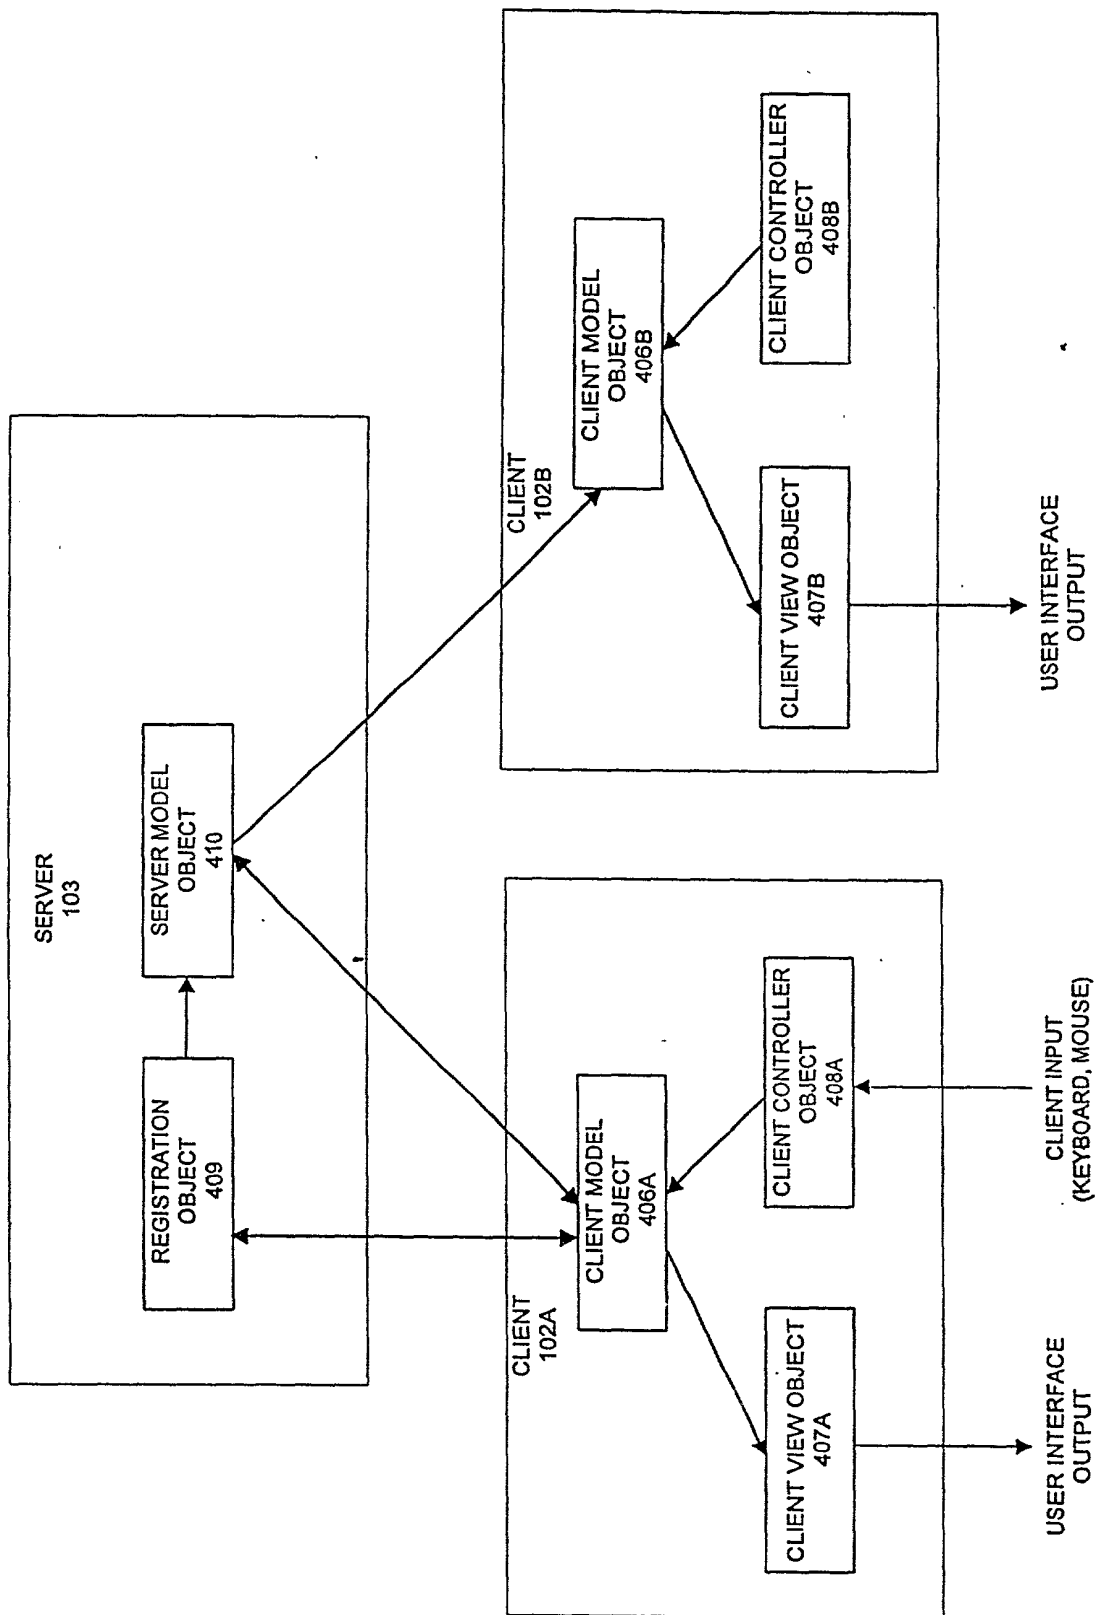 SERVER
103
REGISTRATION
OBJECT
409
SERVER MODEL
OBJECT
410
CLIENT
102A
CLIENT MODEL
OBJECT
406A
CLIENT VIEW OBJECT
407A
CLIENT CONTROLLER
OBJECT
408A
USER INTERFACE
OUTPUT
CLIENT INPUT
(KEYBOARD, MOUSE)
CLIENT
102B
CLIENT MODEL
OBJECT
406B
CLIENT VIEW OBJECT
407B
CLIENT CONTROLLER
OBJECT
408B
USER INTERFACE
OUTPUT